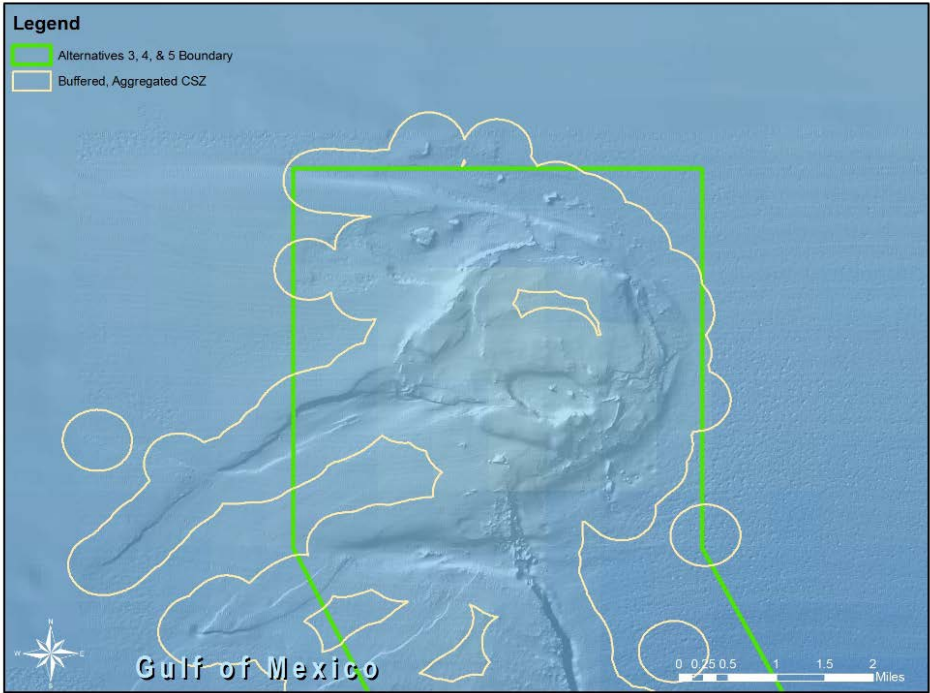 Legend
Alternatives 3, 4, & 5 Boundary
Buffered, Aggregated CSZ
N
W E
S
Gulf of Mexico
0 0.25 0.5 1 1.5 2
Miles